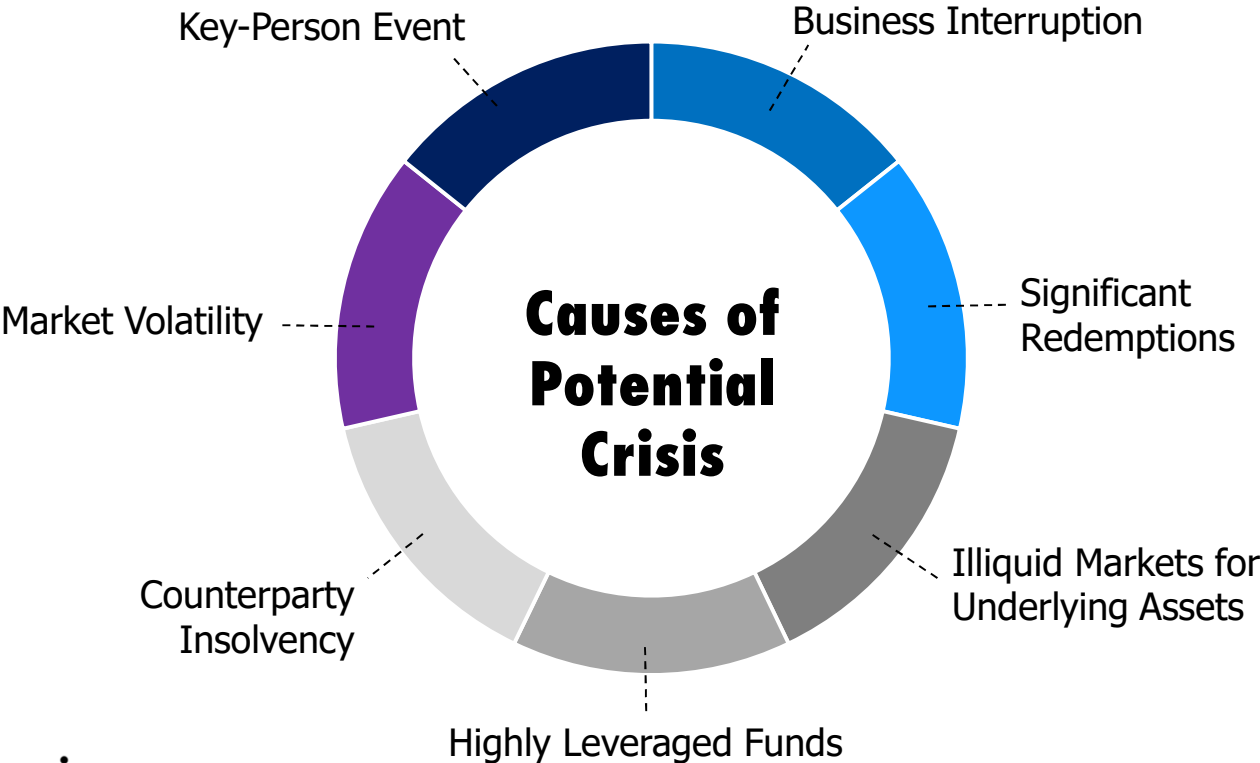 Key-Person Event
Business Interruption
Significant
Redemptions
Illiquid Markets for
Underlying Assets
Highly Leveraged Funds
Counterparty
Insolvency
Market Volatility
Causes of
Potential
Crisis